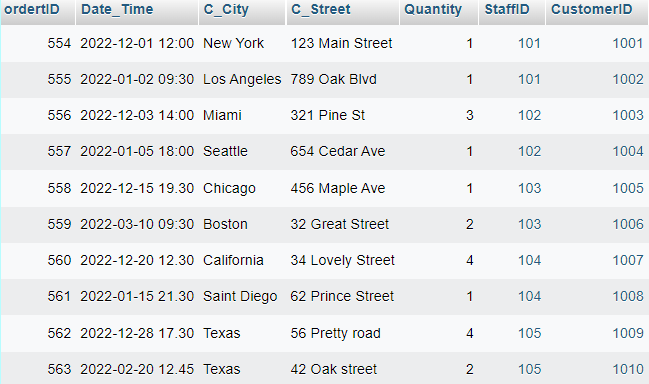 ordertID Date_Time C_City C_Street Quantity StaffID CustomerID
554 2022-12-01 12:00 New York 123 Main Street 1 101 1001
555 2022-01-02 09:30 Los Angeles 789 Oak Blvd 1 101 1002
556 2022-12-03 14:00 Miami 321 Pine St 3 102 1003
557 2022-01-05 18:00 Seattle 654 Cedar Ave 1 102 1004
558 2022-12-15 19.30 Chicago 456 Maple Ave 1 103 1005
559 2022-03-10 09:30 Boston 32 Great Street 2 103 1006
560 2022-12-20 12.30 California 34 Lovely Street 4 104 1007
561 2022-01-15 21.30 Saint Diego 62 Prince Street 1 104 1008
562 2022-12-28 17.30 Texas 56 Pretty road 4 105 1009
563 2022-02-20 12.45 Texas 42 Oak street 2 105 1010